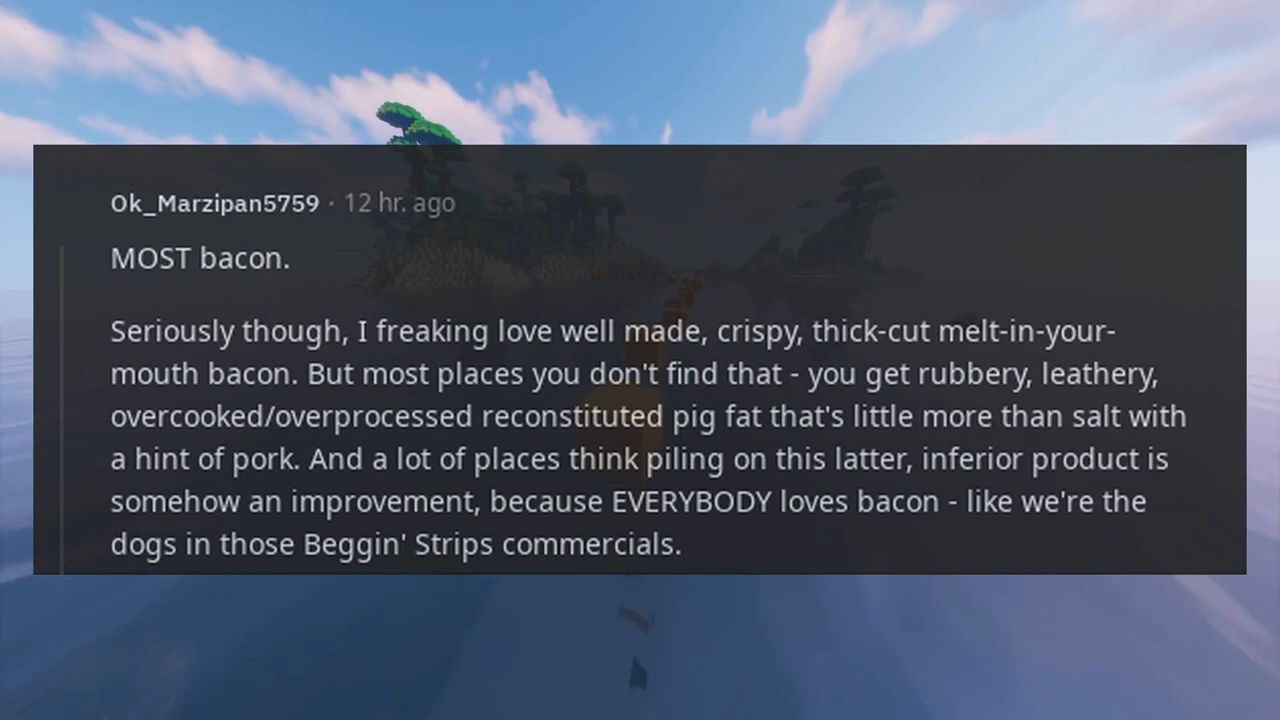 Ok_Marzipan5759 · 12 hr. ago
MOST bacon.
Seriously though, I freaking love well made, crispy, thick-cut melt-in-your-
mouth bacon. But most places you don't find that - you get rubbery, leathery,
overcooked/overprocessed reconstituted pig fat that's little more than salt with
a hint of pork. And a lot of places think piling on this latter, inferior product is
somehow an improvement, because EVERYBODY loves bacon - like we're the
dogs in those Beggin' Strips commercials.